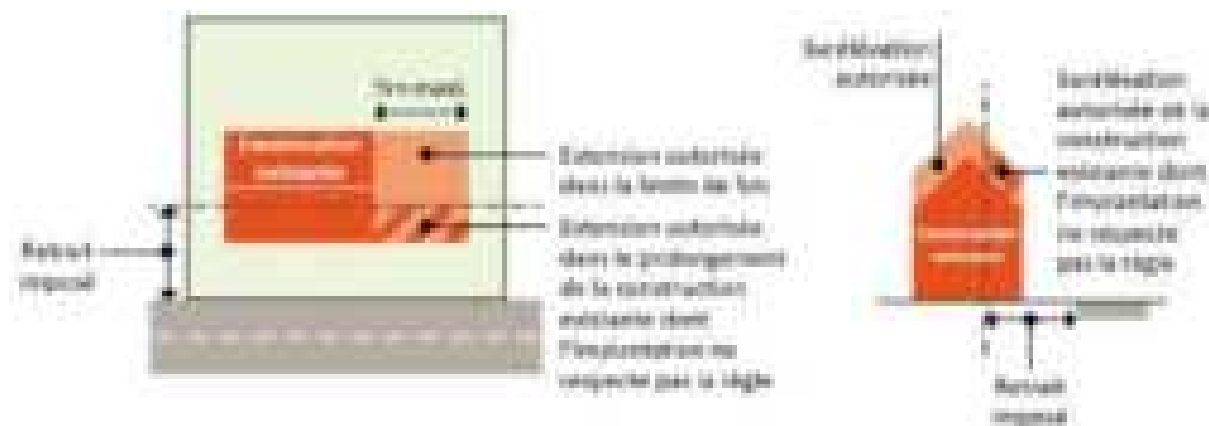 5m maxi.
Extension autorisée
dans la limite de 5m
Extension autorisée
dans le prolongement
de la construction
existante dont
l'implantation ne
respecte pas la règle
Retrait
imposé
Surélévation
autorisée
Surélévation
autorisée de la
construction
existante dont
l'implantation
ne respecte
pas la règle
Retrait
imposé